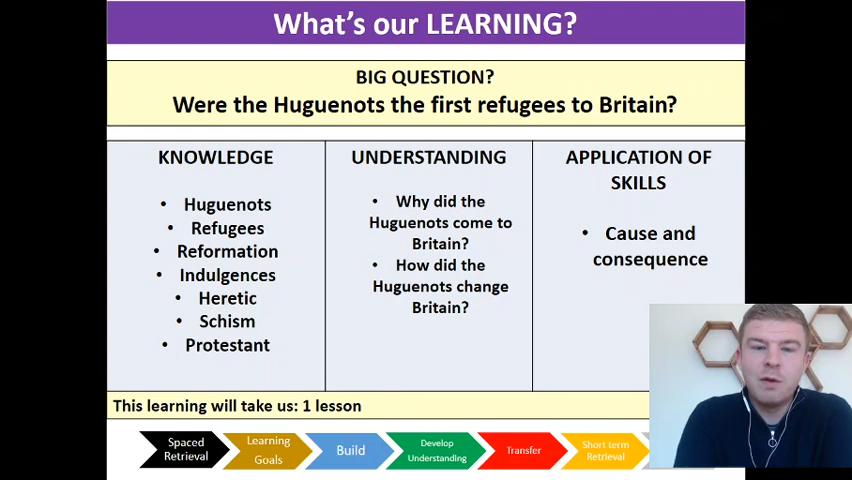 What's our LEARNING?
BIG QUESTION?
Were the Huguenots the first refugees to Britain?
KNOWLEDGE
• Huguenots
• Refugees
• Reformation
• Indulgences
• Heretic
• Schism
• Protestant
UNDERSTANDING
• Why did the
Huguenots come to
Britain?
• How did the
Huguenots change
Britain?
APPLICATION OF
SKILLS
• Cause and
consequence
This learning will take us: 1 lesson
Spaced
Retrieval
Learning
Goals
Build
Develop
Understanding
Transfer
Short term
Retrieval